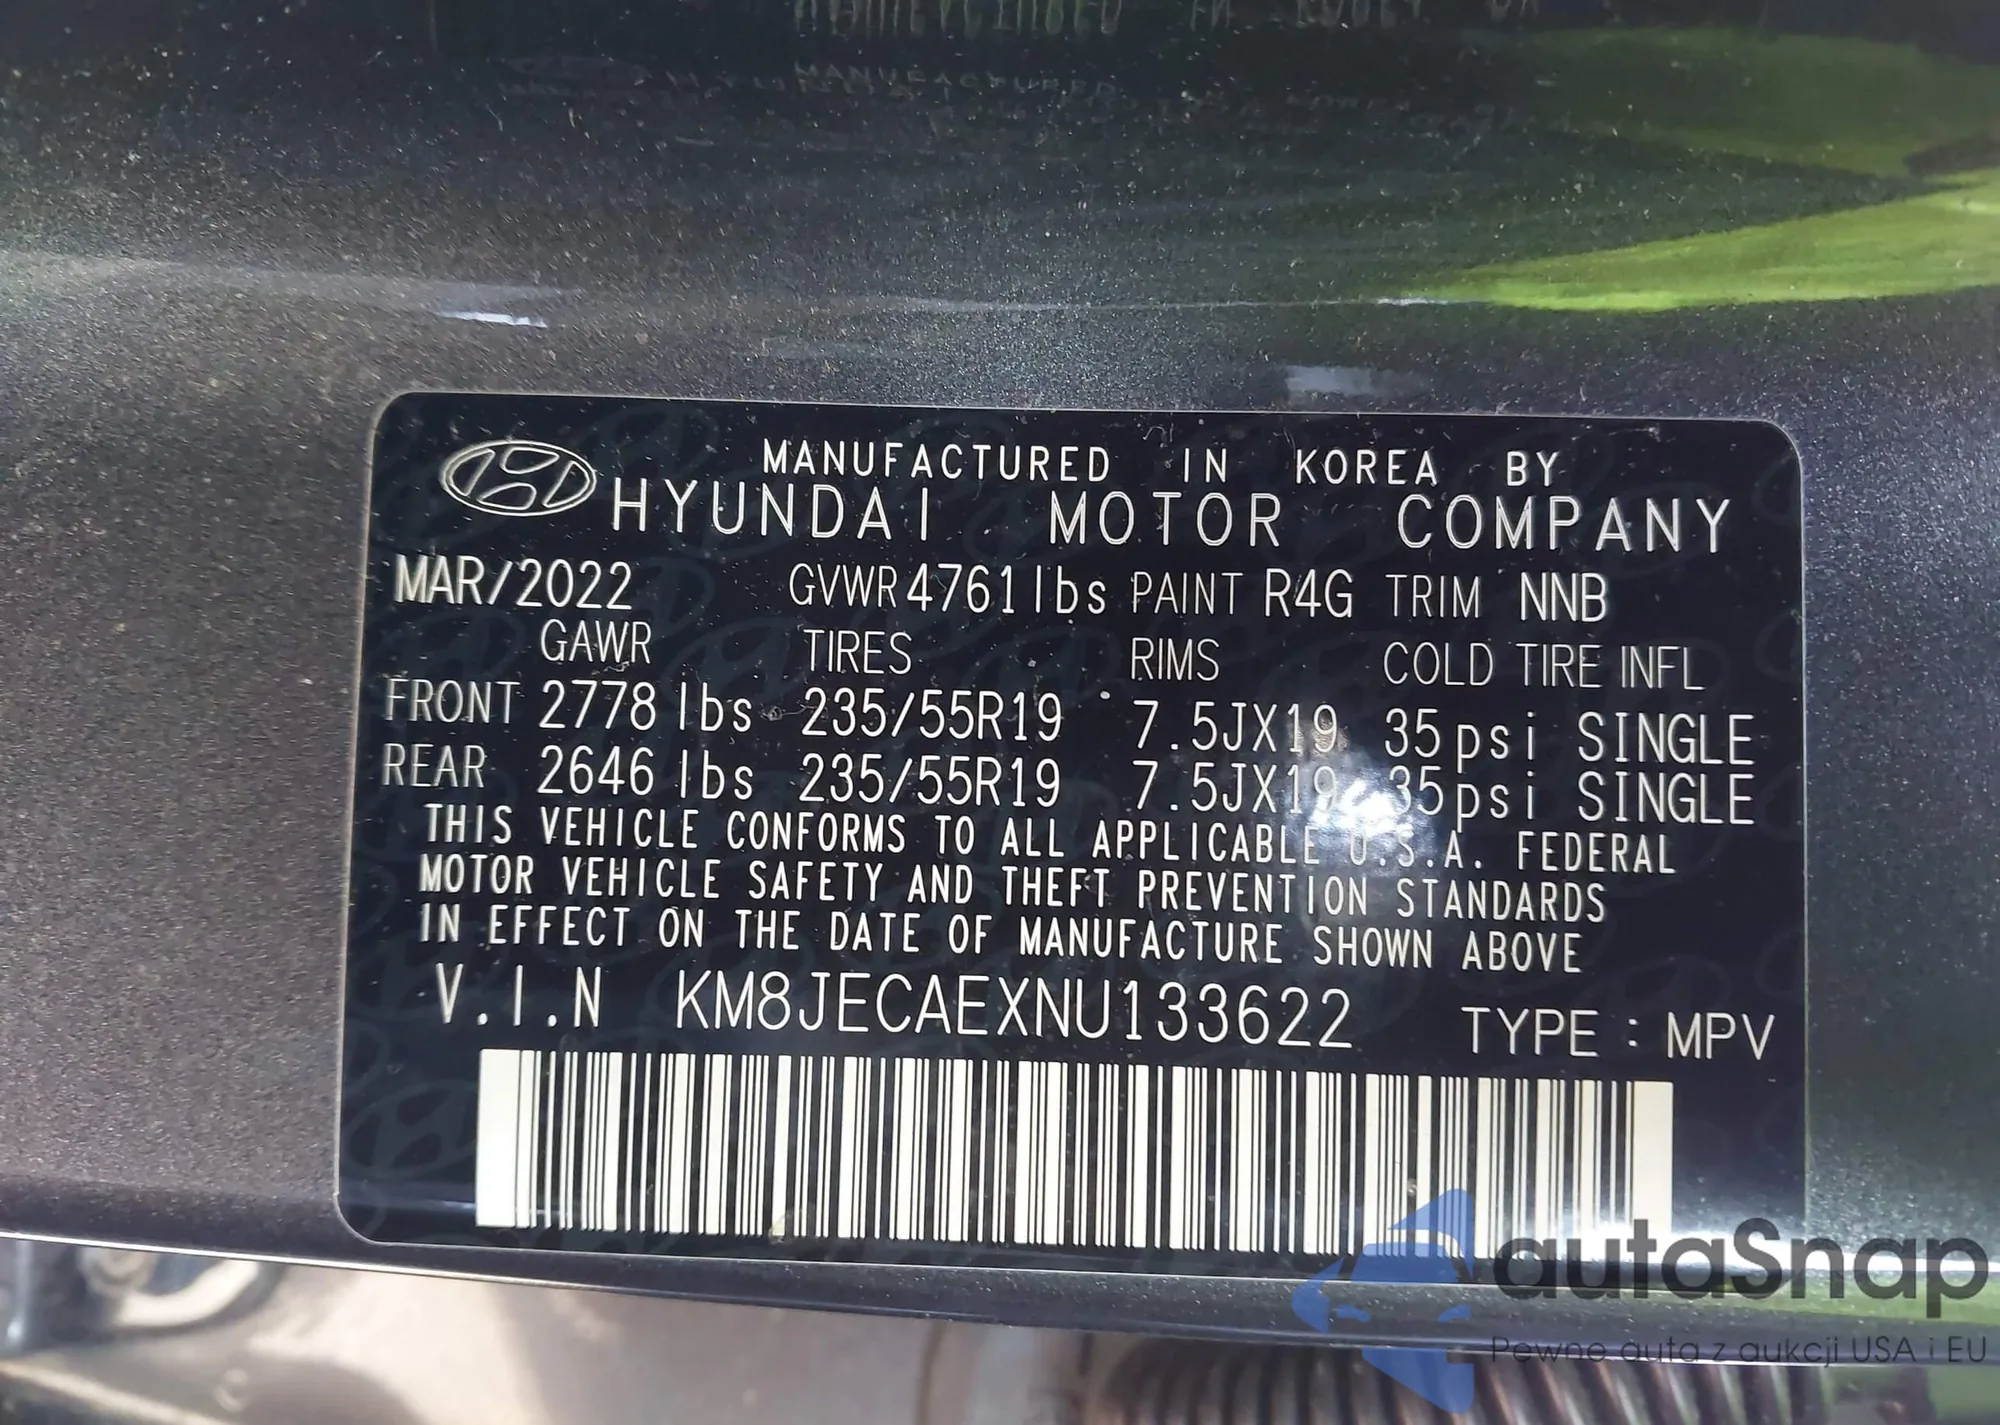 MANUFACTURED IN KOREA BY
HYUNDAI MOTOR COMPANY
MAR/2022 GVWR 4761 lbs PAINT R4G TRIM NNB
GAWR TIRES RIMS COLD TIRE INFL
FRONT 2778 lbs 235/55R19 7.5JX19 35psi SINGLE
REAR 2646 lbs 235/55R19 7.5JX19 35psi SINGLE
THIS VEHICLE CONFORMS TO ALL APPLICABLE U.S.A. FEDERAL
MOTOR VEHICLE SAFETY AND THEFT PREVENTION STANDARDS
IN EFFECT ON THE DATE OF MANUFACTURE SHOWN ABOVE
V.I.N KM8JECAEXNU133622 TYPE : MPV
autaSnap
Pewne auta z aukcji USA i EU